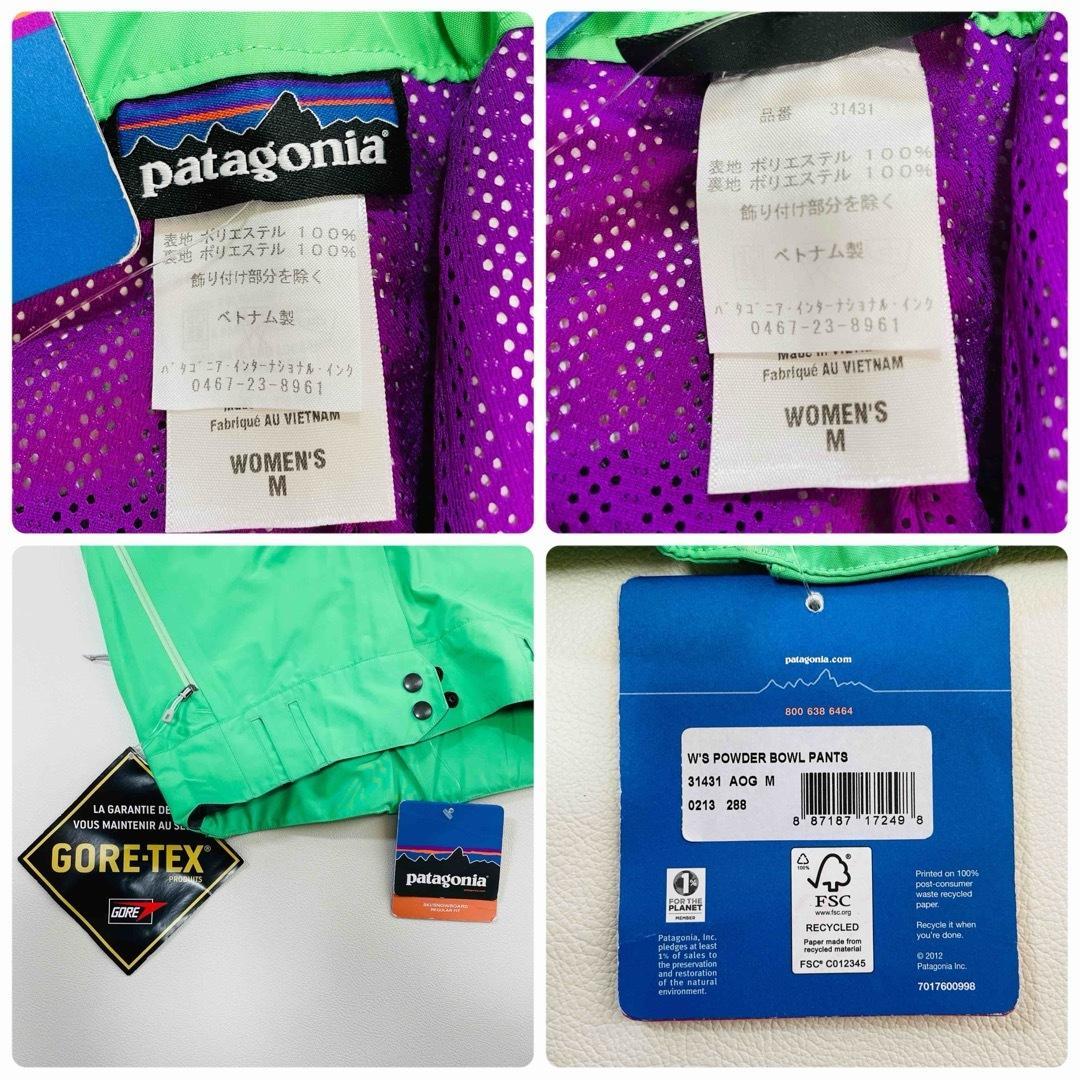 patagonia®
表地 ポリエステル 100%
裏地 ポリエステル 100%
飾り付け部分を除く
ベトナム製
パタゴニア・インターナショナル・インク
0467-23-8961
Fabriqué AU VIETNAM
WOMEN'S
M
品番 31431
表地 ポリエステル 100%
裏地 ポリエステル 100%
飾り付け部分を除く
ベトナム製
パタゴニア・インターナショナル・インク
0467-23-8961
Made in VIETNAM
Fabriqué AU VIETNAM
WOMEN'S
M
LA GARANTIE DE
VOUS MAINTENIR AU SE
GORE-TEX®
PRODUITS
GORE
patagonia®
SKI/SNOWBOARD
REGULAR FIT
patagonia.com
800 638 6464
W'S POWDER BOWL PANTS
31431 AOG M
0213 288
8 87187 17249 8
1%
FOR THE
PLANET
MEMBER
Patagonia, Inc.
pledges at least
1% of sales to
the preservation
and restoration
of the natural
environment.
100%
FSC
www.fsc.org
RECYCLED
Paper made from
recycled material
FSC® C012345
Printed on 100%
post-consumer
waste recycled
paper.
Recycle it when
you're done.
© 2012
Patagonia Inc.
7017600998